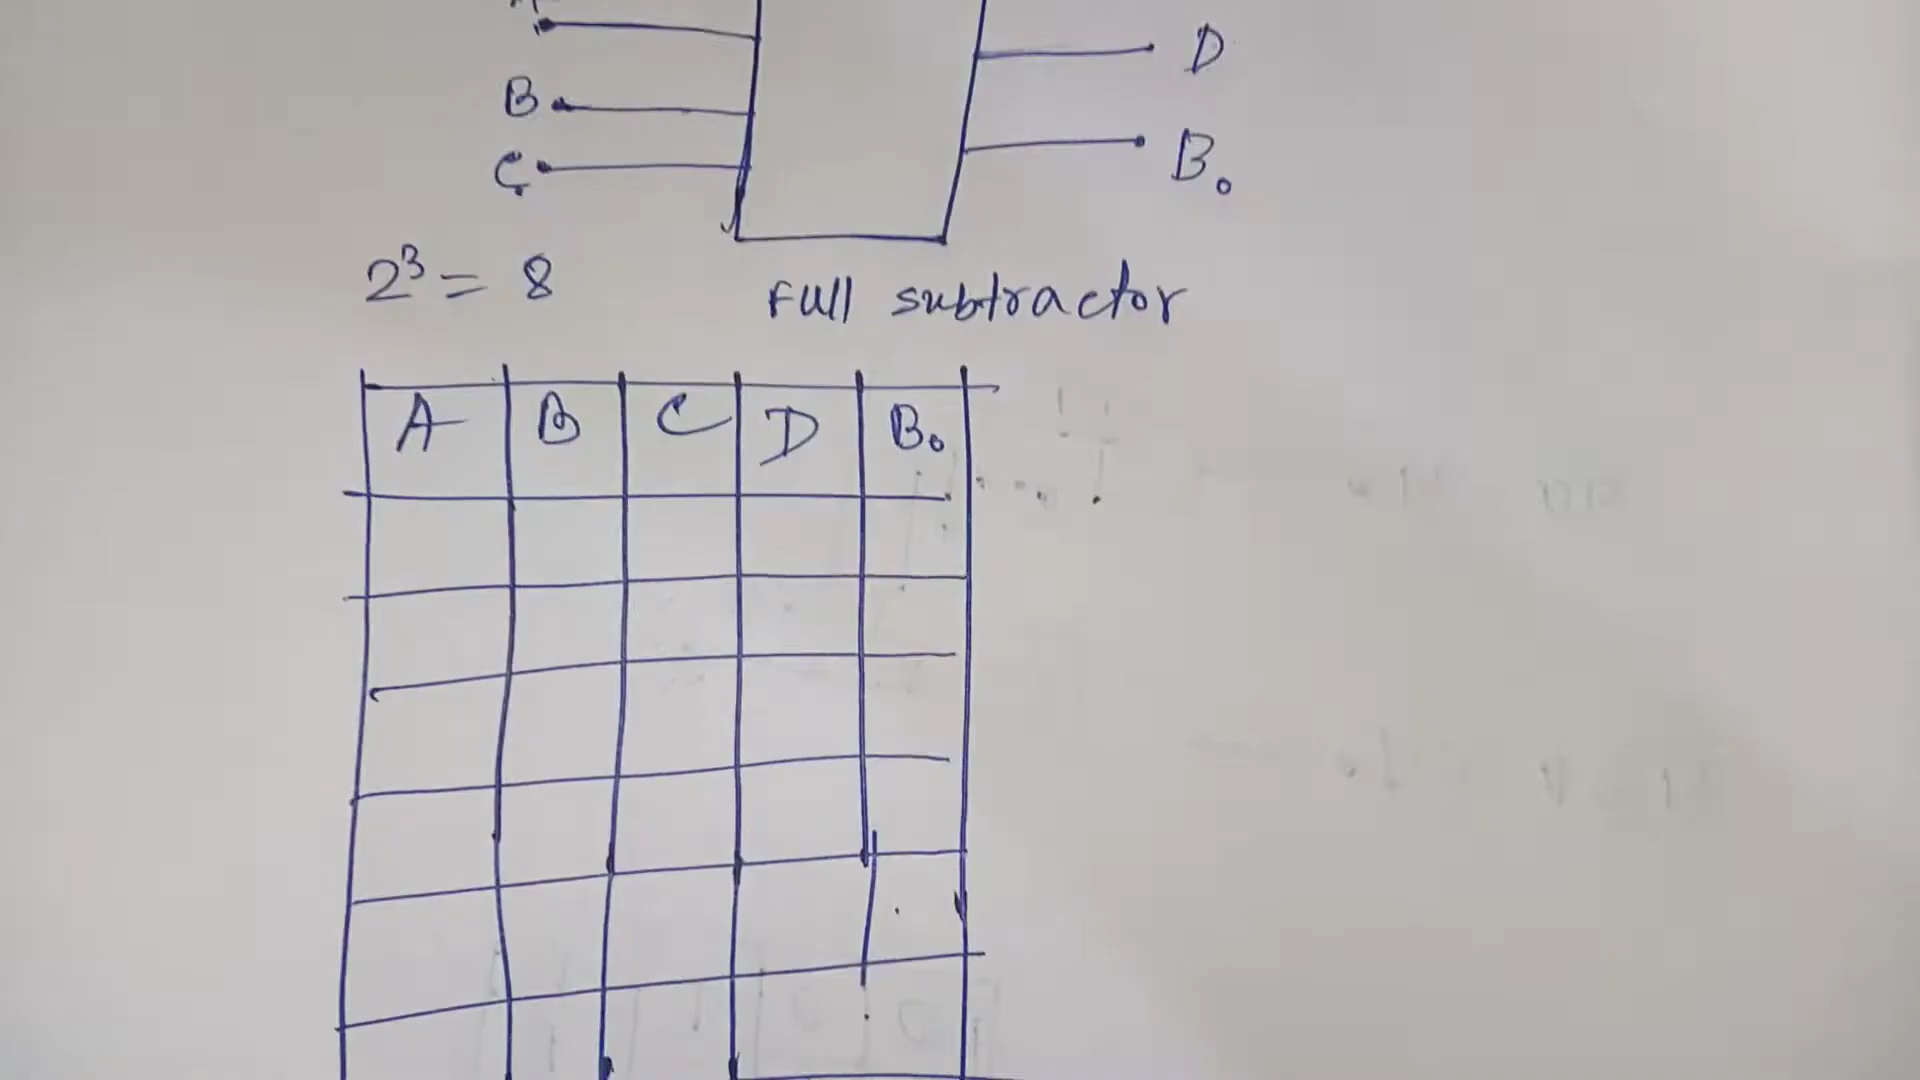 D
B
C
B₀
2³ = 8
Full subtractor
A B C D B₀